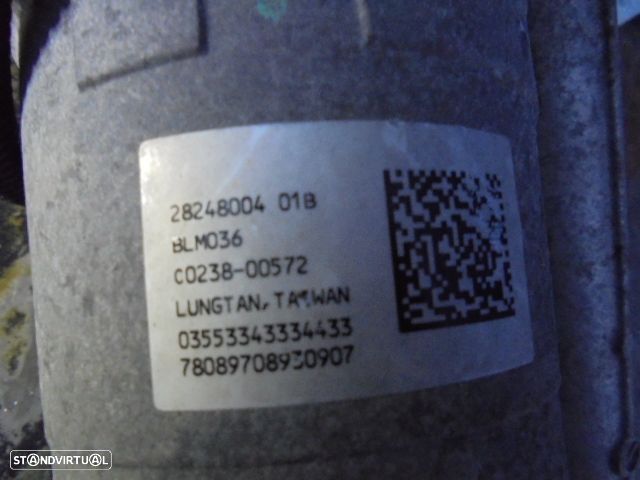 28248004 01B
BLM036
C023B-00572
LUNGTAN, TAIWAN
03553343334433
78089708930907
STANDVIRTUAL